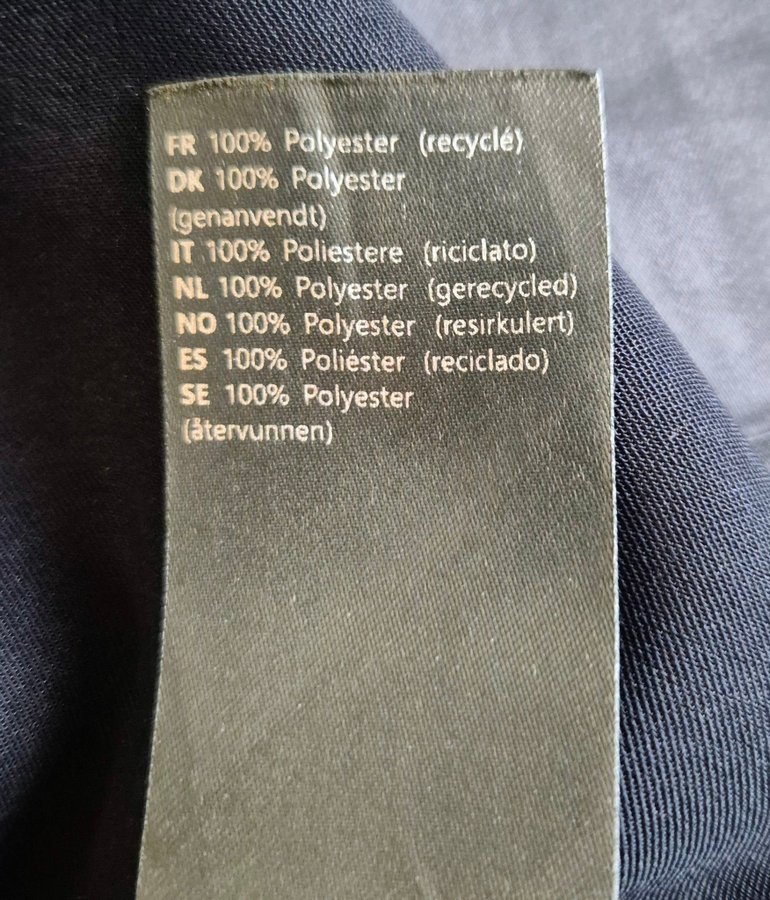 FR 100% Polyester (recyclé)
DK 100% Polyester
(genanvendt)
IT 100% Poliestere (riciclato)
NL 100% Polyester (gerecycled)
NO 100% Polyester (resirkulert)
ES 100% Poliéster (reciclado)
SE 100% Polyester
(återvunnen)